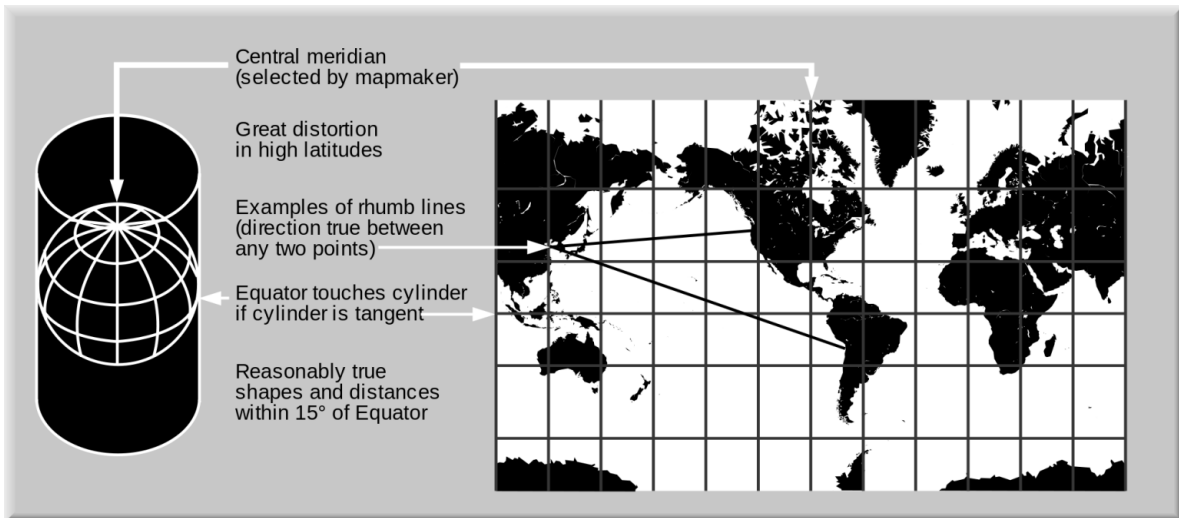 Central meridian
(selected by mapmaker)
Great distortion
in high latitudes
Examples of rhumb lines
(direction true between
any two points)
Equator touches cylinder
if cylinder is tangent
Reasonably true
shapes and distances
within 15° of Equator